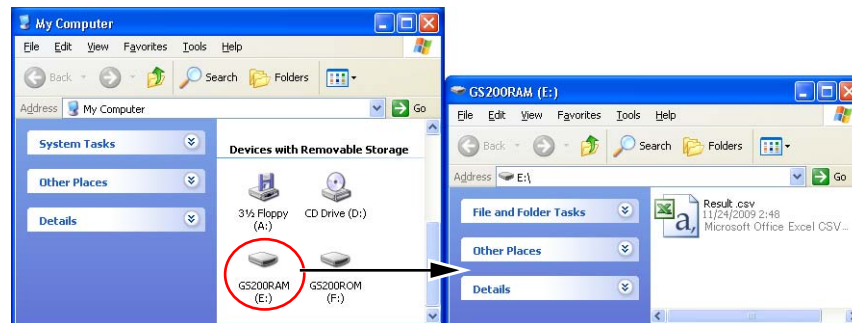 My Computer
File Edit View Favorites Tools Help
Back Search Folders
Address My Computer Go
System Tasks
Other Places
Details
Devices with Removable Storage
3½ Floppy (A:)
CD Drive (D:)
GS200RAM (E:)
GS200ROM (F:)
GS200RAM (E:)
File Edit View Favorites Tools Help
Back Search Folders
Address E:\ Go
File and Folder Tasks
Other Places
Details
Result .csv
11/24/2009 2:48
Microsoft Office Excel CSV...